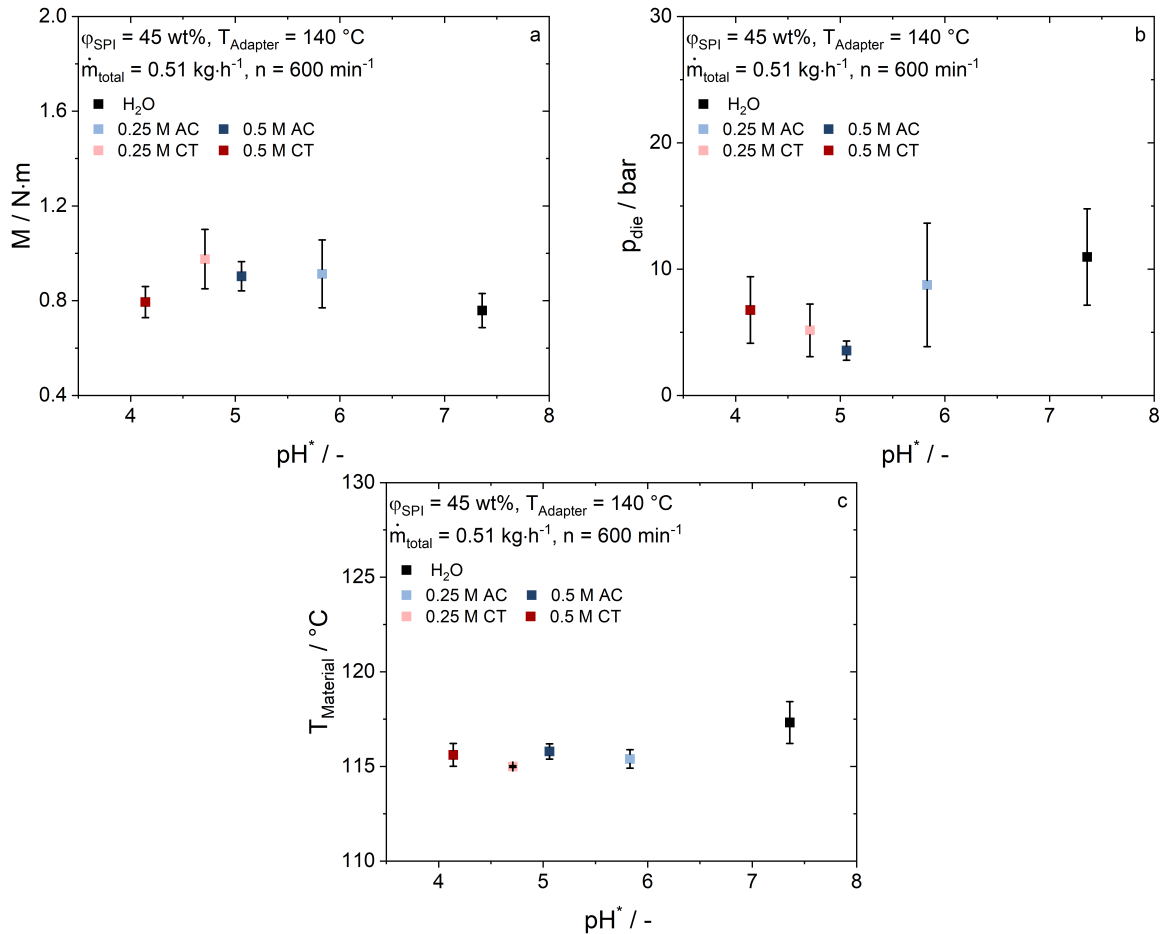 φSPI = 45 wt%, TAdapter = 140 °C
a
ṁtotal = 0.51 kg·h-1, n = 600 min-1
H2O
0.25 M AC 0.5 M AC
0.25 M CT 0.5 M CT
M / N·m
2.0
1.6
1.2
0.8
0.4
4 5 6 7 8
pH* / -
φSPI = 45 wt%, TAdapter = 140 °C
b
ṁtotal = 0.51 kg·h-1, n = 600 min-1
H2O
0.25 M AC 0.5 M AC
0.25 M CT 0.5 M CT
pdie / bar
30
20
10
0
4 5 6 7 8
pH* / -
φSPI = 45 wt%, TAdapter = 140 °C
c
ṁtotal = 0.51 kg·h-1, n = 600 min-1
H2O
0.25 M AC 0.5 M AC
0.25 M CT 0.5 M CT
TMaterial / °C
130
125
120
115
110
4 5 6 7 8
pH* / -